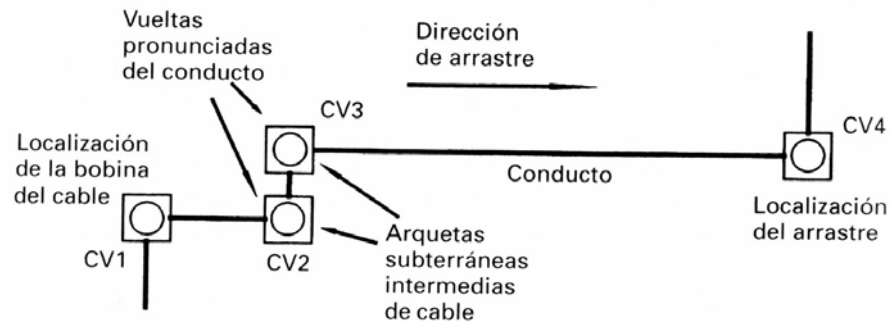 Vueltas
pronunciadas
del conducto
Dirección
de arrastre
CV3
CV4
Localización
de la bobina
del cable
Conducto
Localización
del arrastre
CV1
CV2
Arquetas
subterráneas
intermedias
de cable